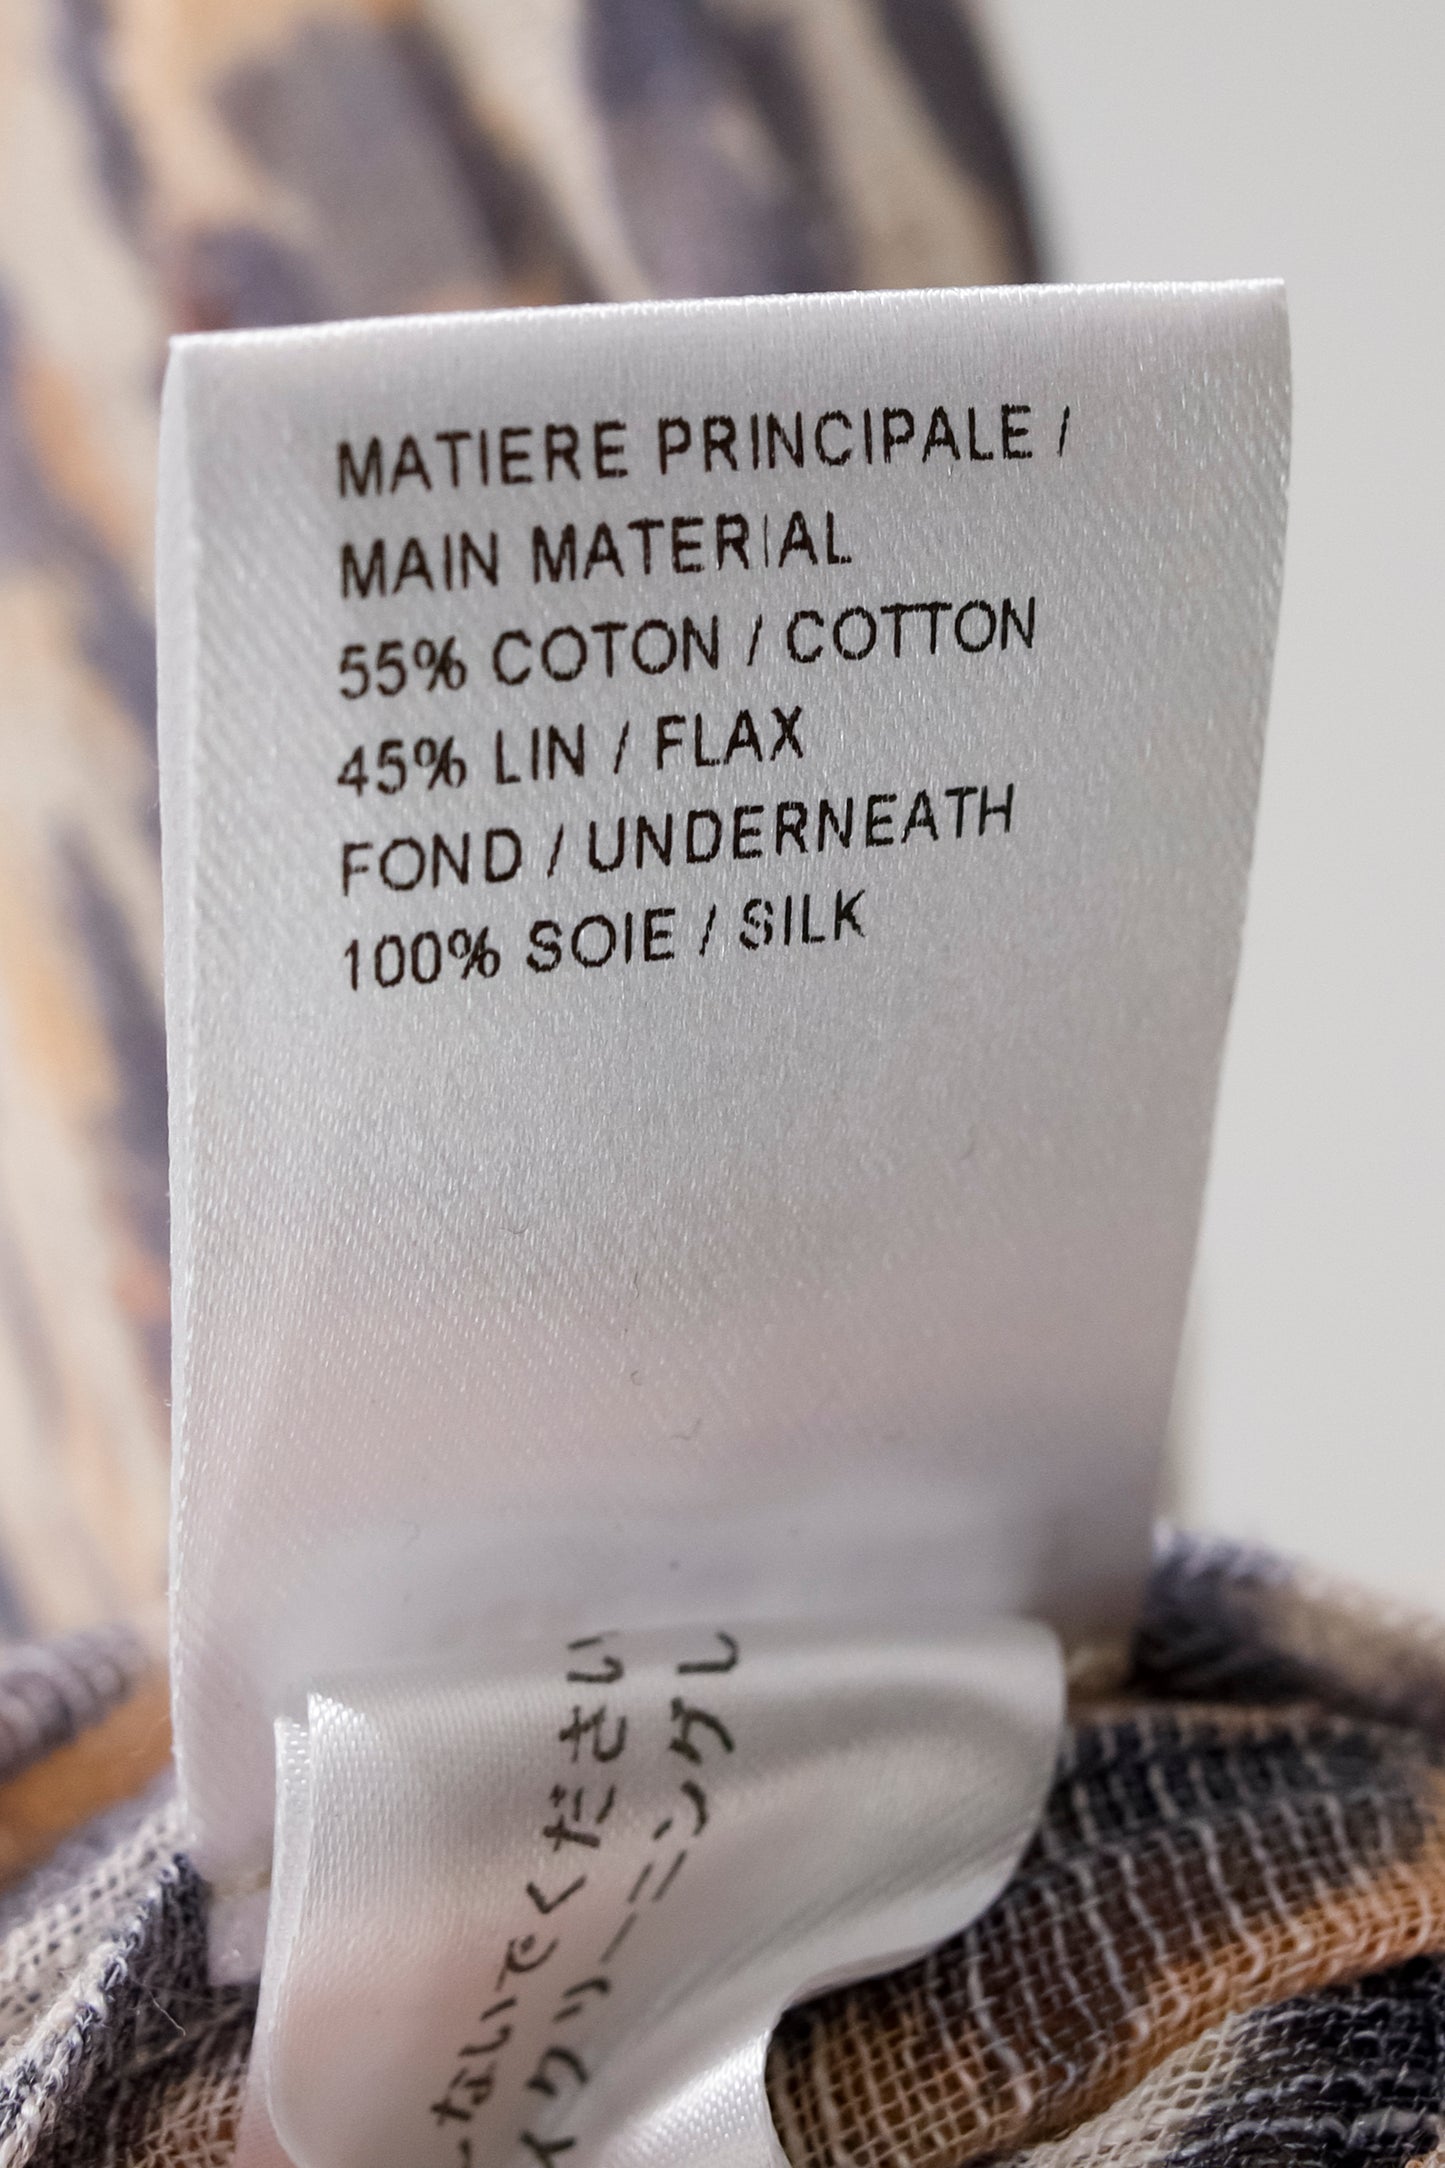 MATIERE PRINCIPALE /
MAIN MATERIAL
55% COTON / COTTON
45% LIN / FLAX
FOND / UNDERNEATH
100% SOIE / SILK
イクリーニングし
ないでください